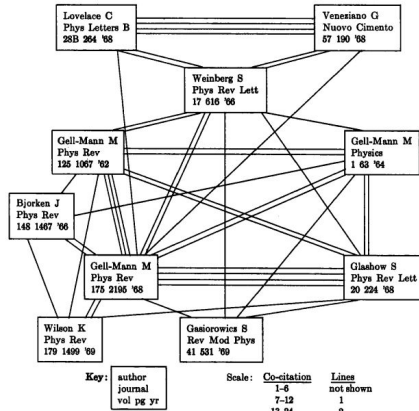 Lovelace C
Phys Letters B
28B 264 '68
Veneziano G
Nuovo Cimento
57 190 '68
Weinberg S
Phys Rev Lett
17 616 '66
Gell-Mann M
Phys Rev
125 1067 '62
Gell-Mann M
Physics
1 63 '64
Bjorken J
Phys Rev
148 1467 '66
Gell-Mann M
Phys Rev
175 2195 '68
Glashow S
Phys Rev Lett
20 224 '68
Wilson K
Phys Rev
179 1499 '69
Gasiorowics S
Rev Mod Phys
41 531 '69
Key:
author
journal
vol pg yr
Scale: Co-citation Lines
1-6 not shown
7-12 1
13-24 2